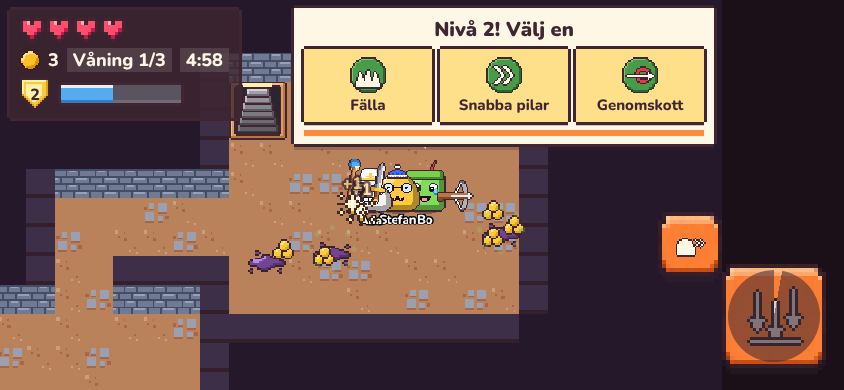 Nivå 2! Välj en
3 Våning 1/3 4:58
2
Fälla Snabba pilar Genomskott
StefanBo